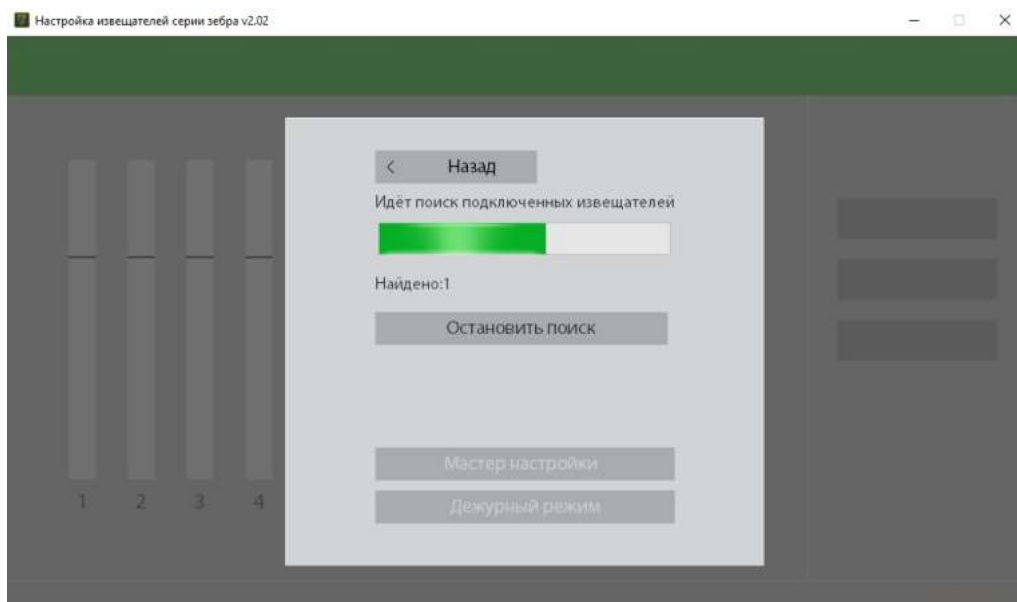 Настройка извещателей серии зебра v2.02
Назад
Идёт поиск подключенных извещателей
Найдено:1
Остановить поиск
Мастер настройки
1 2 3 4
Дежурный режим